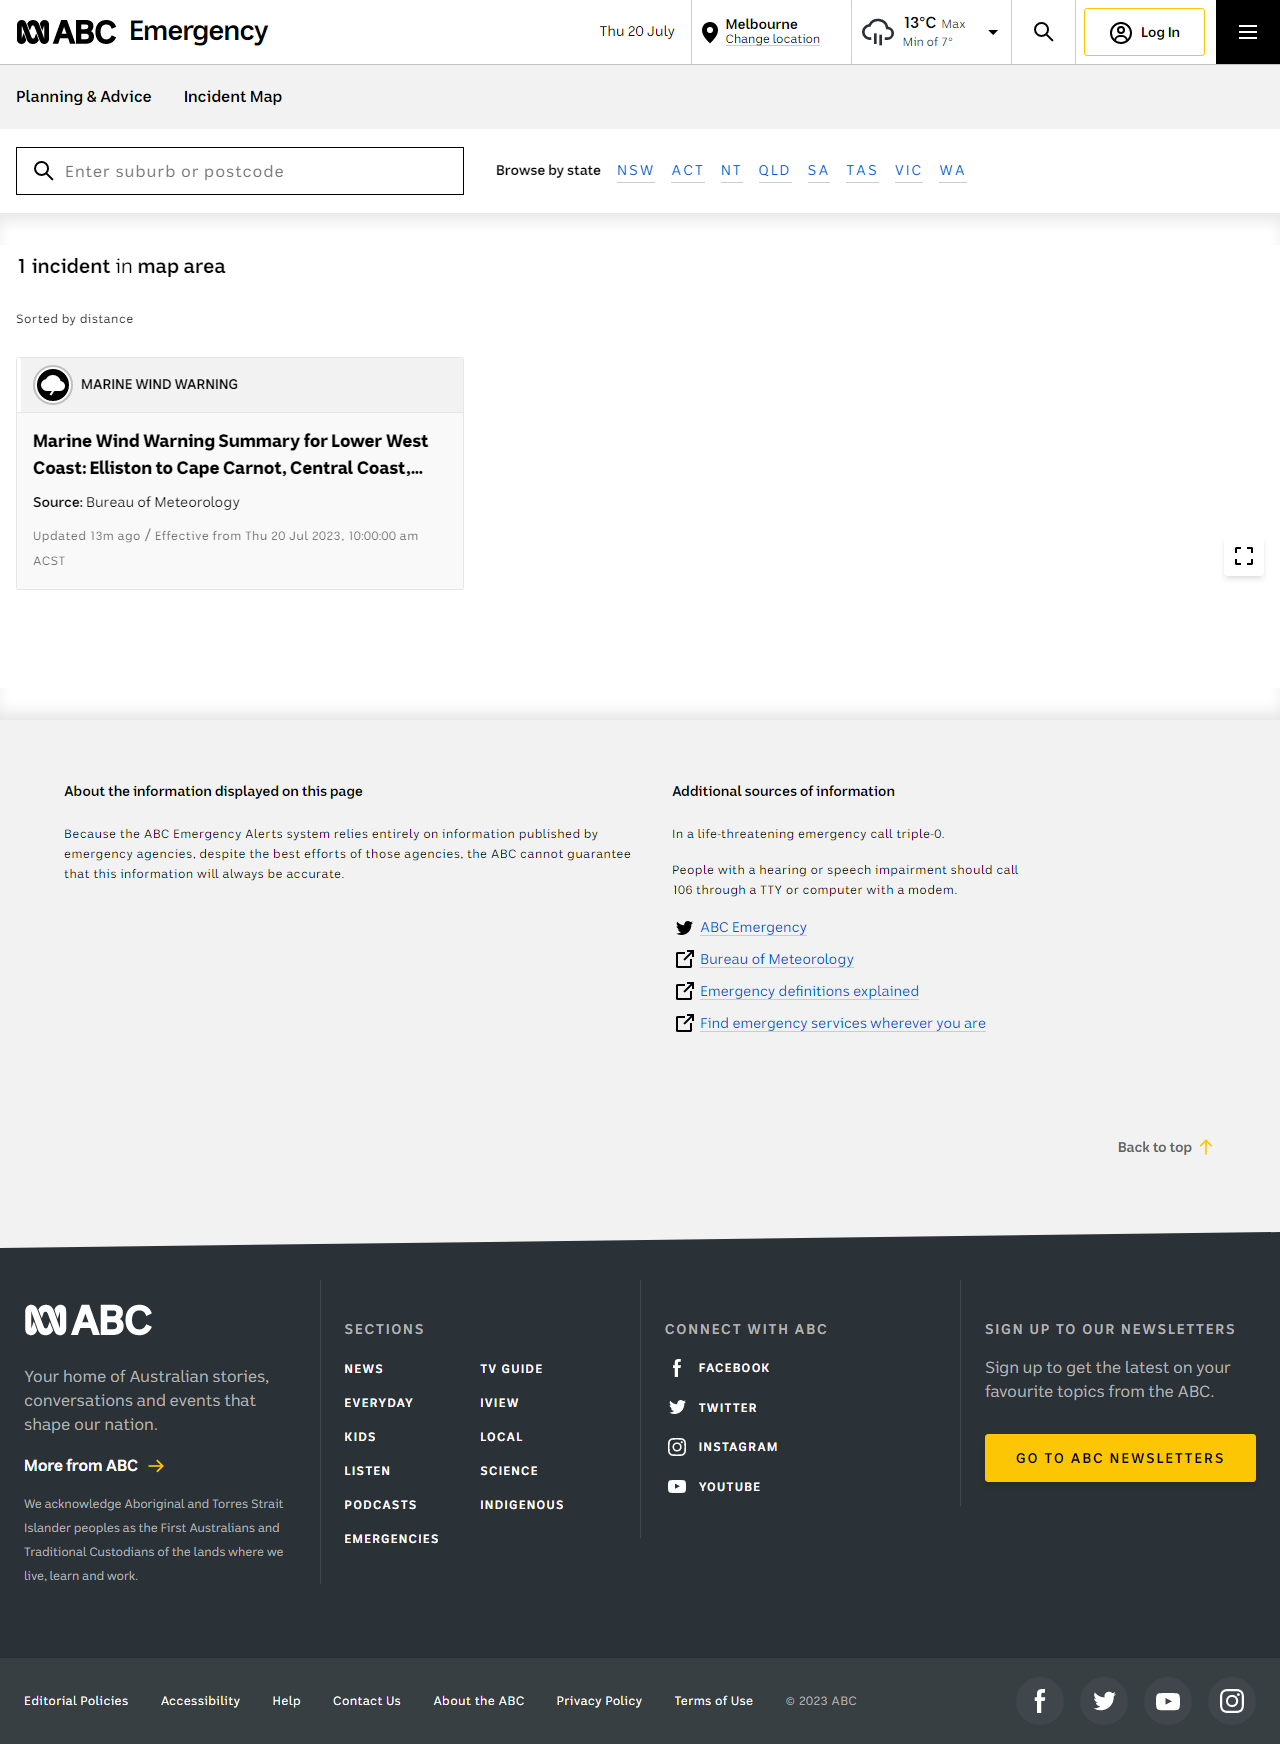 ABC Emergency
Thu 20 July
Melbourne
Change location
13°C Max
Min of 7°
Log In
Planning & Advice
Incident Map
Enter suburb or postcode
Browse by state NSW ACT NT QLD SA TAS VIC WA
1 incident in map area
Sorted by distance
MARINE WIND WARNING
Marine Wind Warning Summary for Lower West
Coast: Elliston to Cape Carnot, Central Coast,...
Source: Bureau of Meteorology
Updated 13m ago / Effective from Thu 20 Jul 2023, 10:00:00 am
ACST
About the information displayed on this page
Because the ABC Emergency Alerts system relies entirely on information published by
emergency agencies, despite the best efforts of those agencies, the ABC cannot guarantee
that this information will always be accurate.
Additional sources of information
In a life-threatening emergency call triple-0.
People with a hearing or speech impairment should call
106 through a TTY or computer with a modem.
ABC Emergency
Bureau of Meteorology
Emergency definitions explained
Find emergency services wherever you are
Back to top
ABC
Your home of Australian stories,
conversations and events that
shape our nation.
More from ABC
We acknowledge Aboriginal and Torres Strait
Islander peoples as the First Australians and
Traditional Custodians of the lands where we
live, learn and work.
SECTIONS
NEWS
EVERYDAY
KIDS
LISTEN
PODCASTS
EMERGENCIES
TV GUIDE
IVIEW
LOCAL
SCIENCE
INDIGENOUS
CONNECT WITH ABC
FACEBOOK
TWITTER
INSTAGRAM
YOUTUBE
SIGN UP TO OUR NEWSLETTERS
Sign up to get the latest on your
favourite topics from the ABC.
GO TO ABC NEWSLETTERS
Editorial Policies
Accessibility
Help
Contact Us
About the ABC
Privacy Policy
Terms of Use
© 2023 ABC